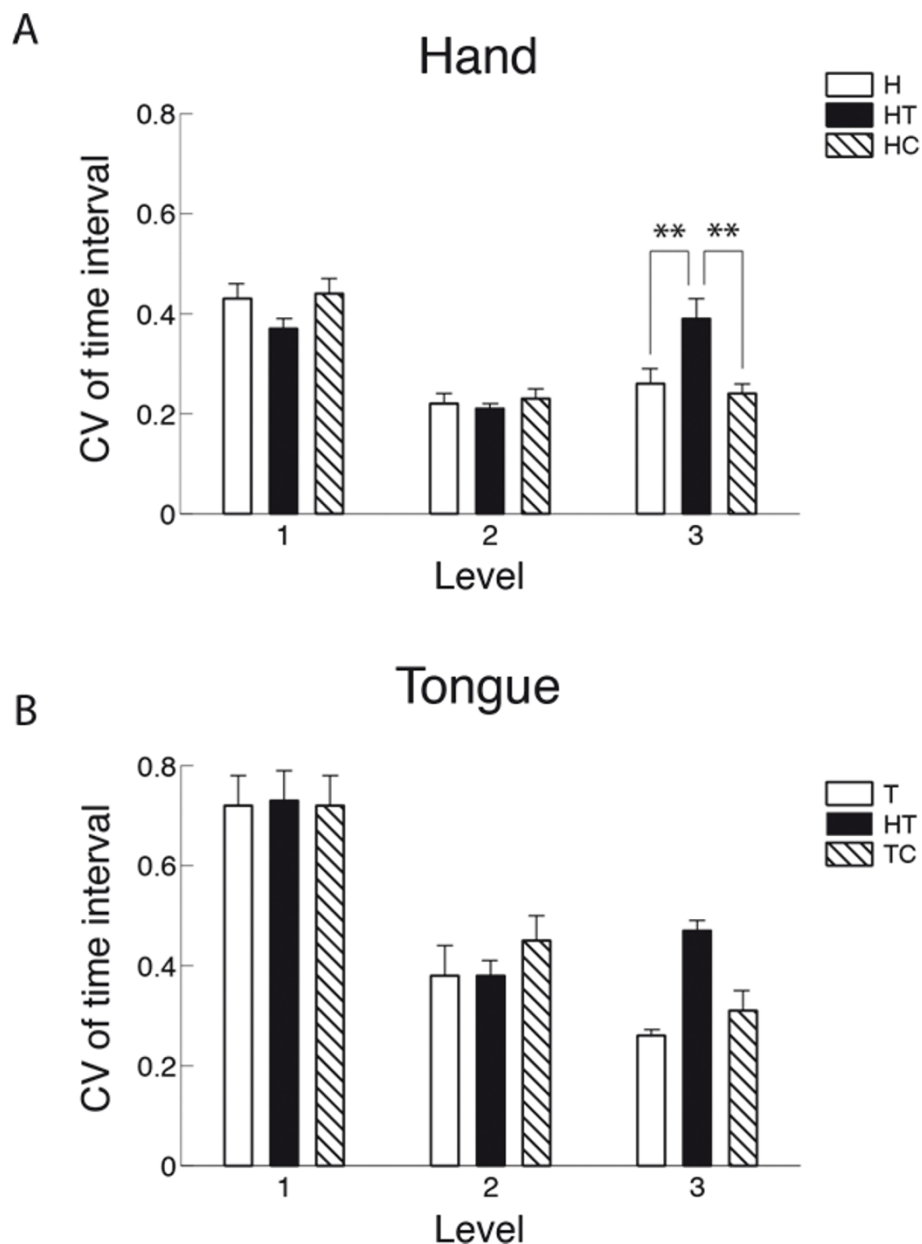 A
Hand
H
HT
HC
CV of time interval
0.8
0.6
0.4
0.2
0
** **
1 2 3
Level
B
Tongue
T
HT
TC
CV of time interval
0.8
0.6
0.4
0.2
0
1 2 3
Level